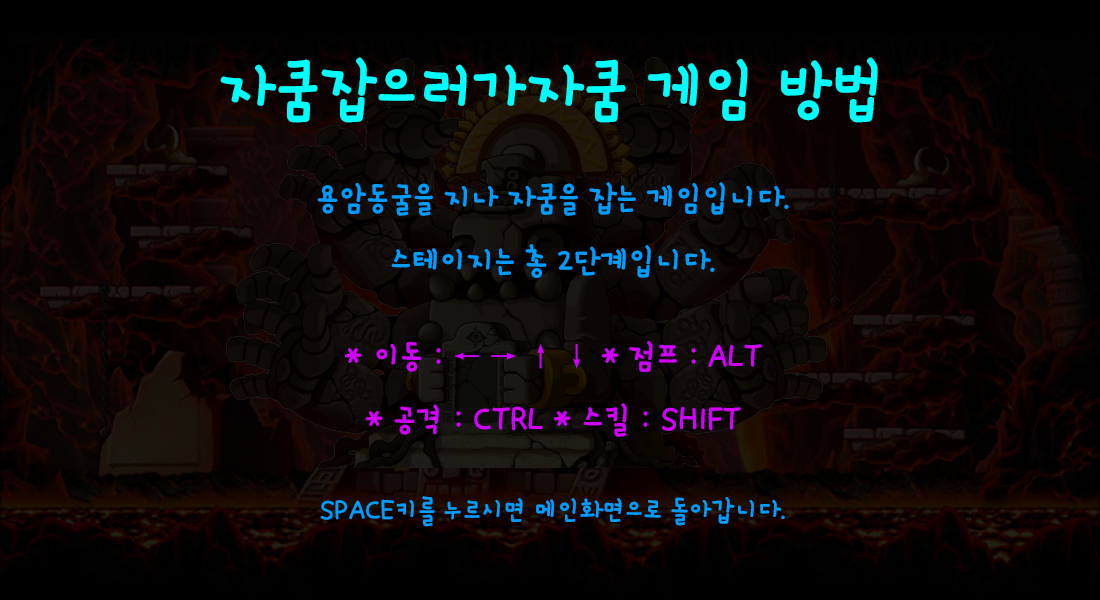 자쿰잡으러가자쿰 게임 방법
용암동굴을 지나 자쿰을 잡는 게임입니다.
스테이지는 총 2단계입니다.
* 이동 : ← → ↑ ↓ * 점프 : ALT
* 공격 : CTRL * 스킬 : SHIFT
SPACE키를 누르시면 메인화면으로 돌아갑니다.